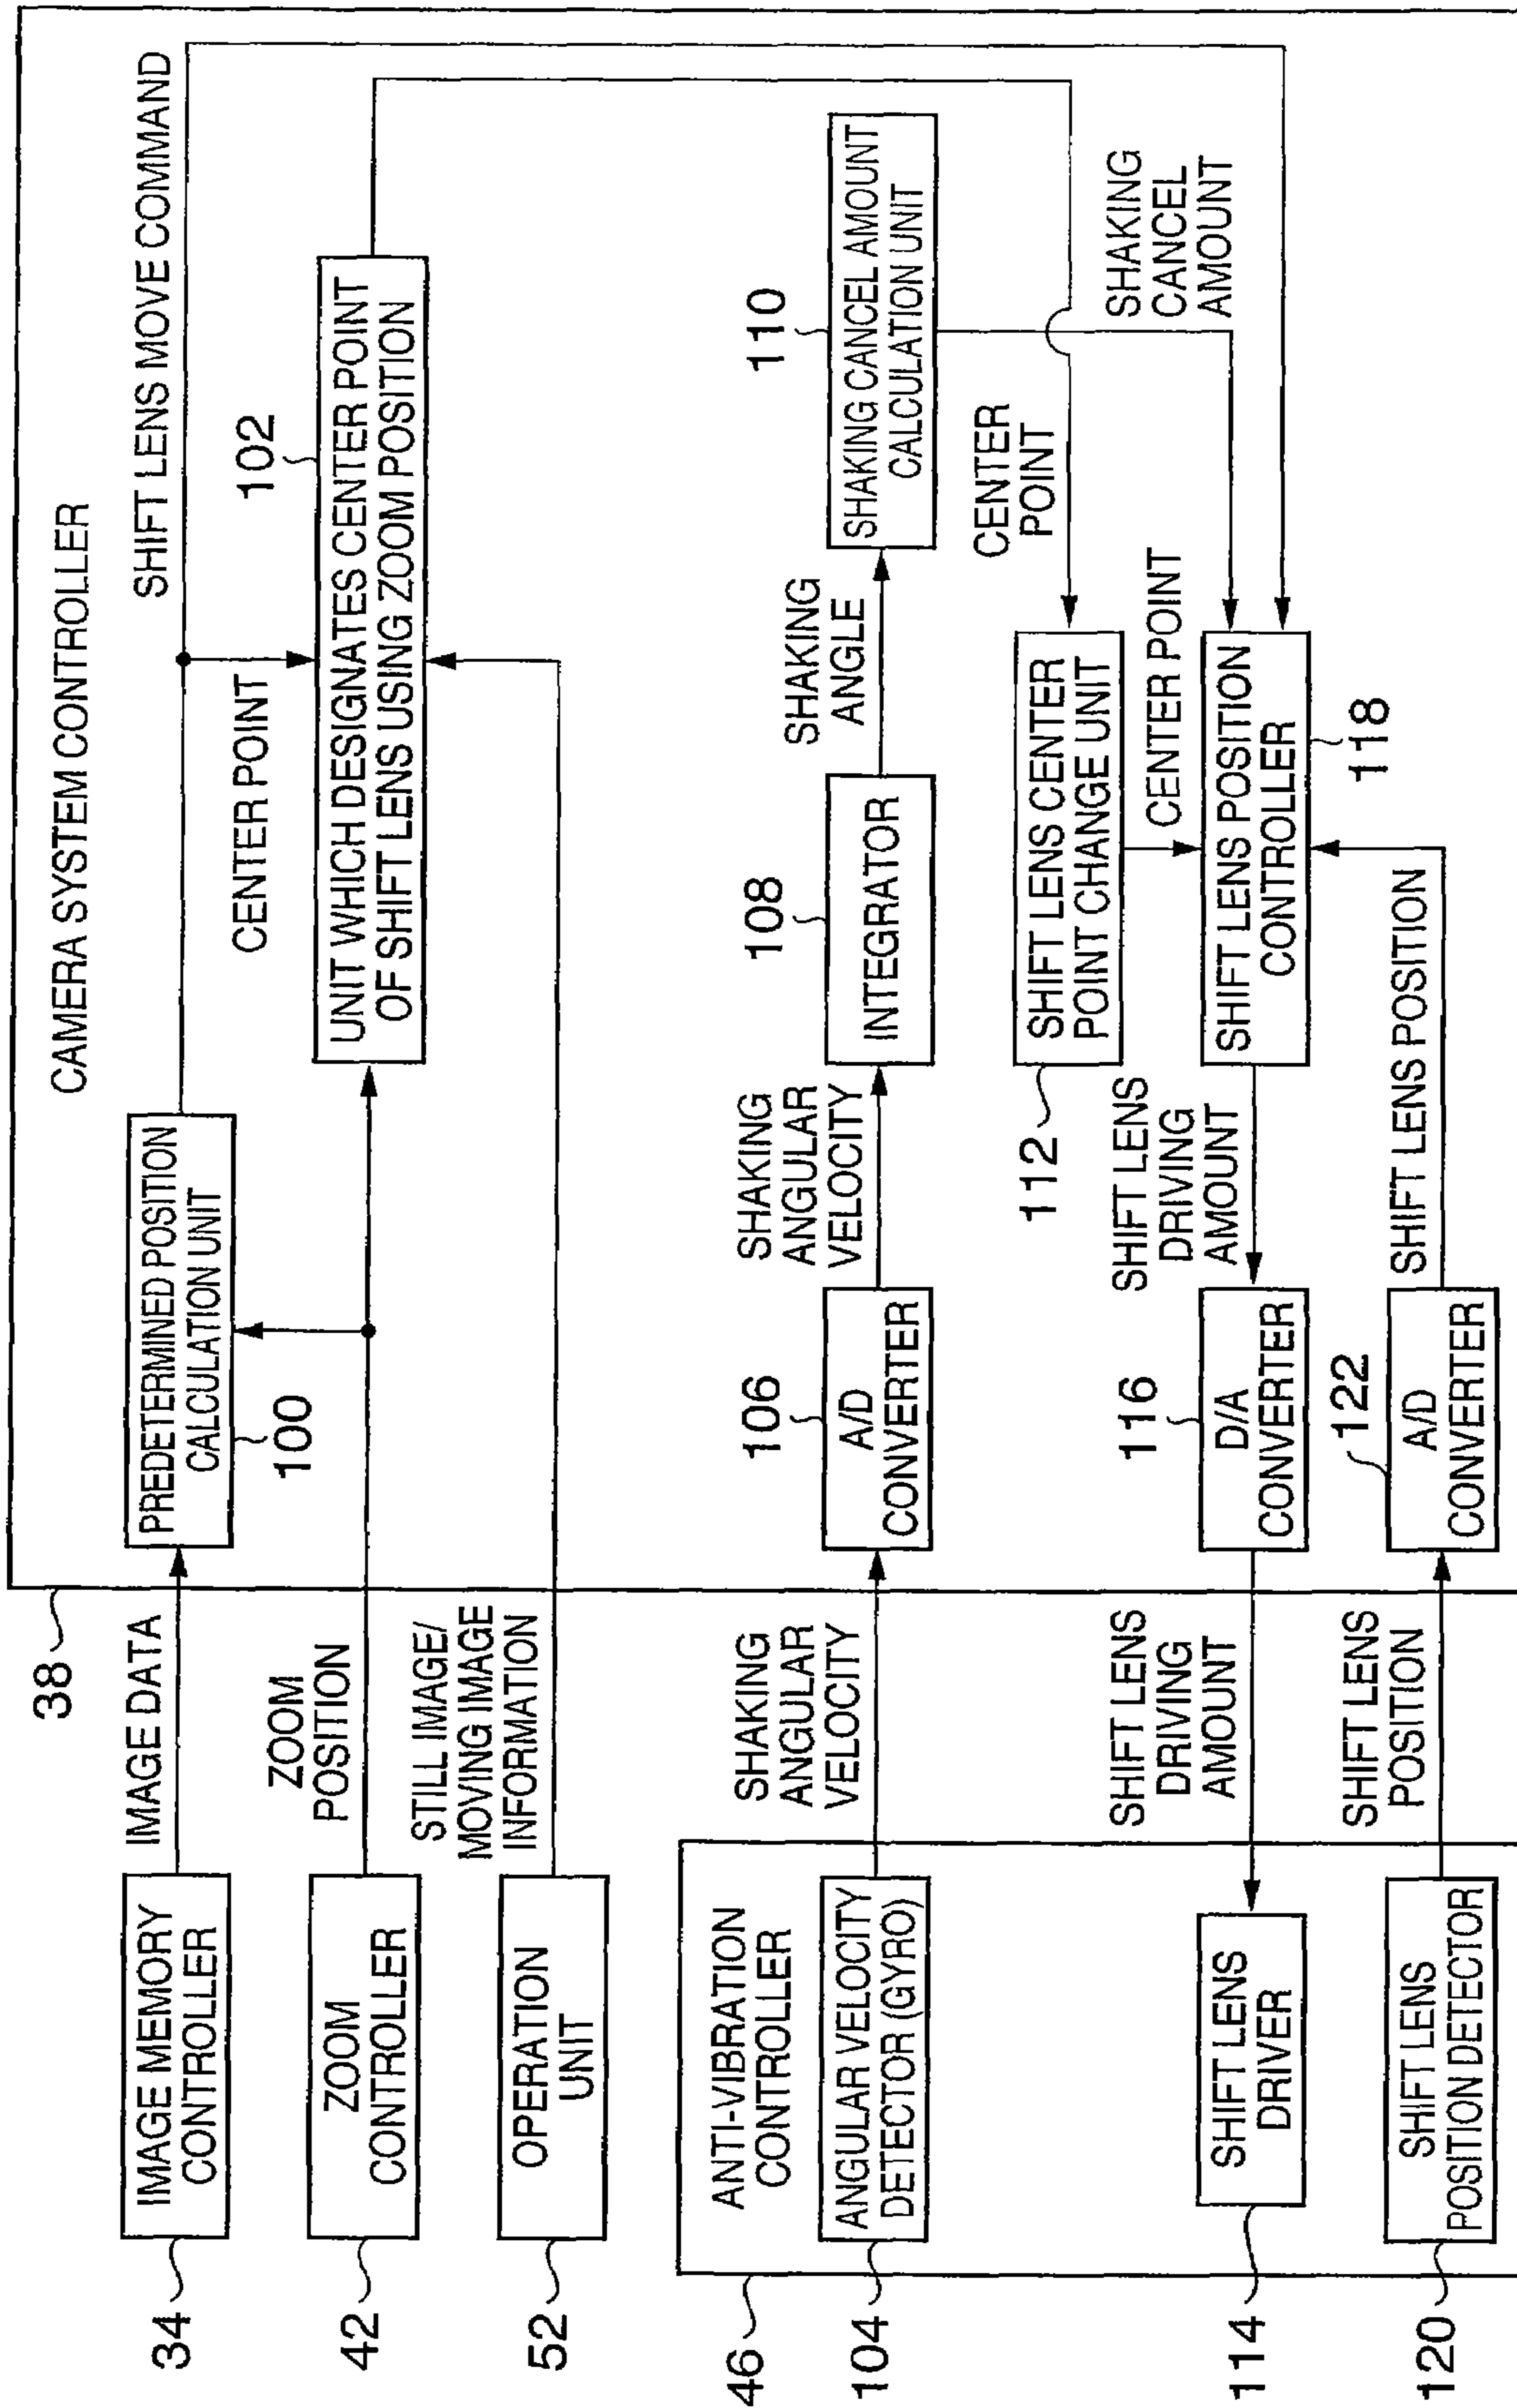 CAMERA SYSTEM CONTROLLER
38
34
IMAGE MEMORY
CONTROLLER
IMAGE DATA
PREDETERMINED POSITION
CALCULATION UNIT
100
SHIFT LENS MOVE COMMAND
CENTER POINT
42
ZOOM
CONTROLLER
ZOOM
POSITION
102
UNIT WHICH DESIGNATES CENTER POINT
OF SHIFT LENS USING ZOOM POSITION
52
OPERATION
UNIT
STILL IMAGE/
MOVING IMAGE
INFORMATION
46
ANTI-VIBRATION
CONTROLLER
104
ANGULAR VELOCITY
DETECTOR (GYRO)
SHAKING
ANGULAR
VELOCITY
106
A/D
CONVERTER
SHAKING
ANGULAR
VELOCITY
108
INTEGRATOR
SHAKING
ANGLE
110
SHAKING CANCEL AMOUNT
CALCULATION UNIT
CENTER
POINT
SHAKING
CANCEL
AMOUNT
112
SHIFT LENS CENTER
POINT CHANGE UNIT
CENTER POINT
114
SHIFT LENS
DRIVER
SHIFT LENS
DRIVING
AMOUNT
116
D/A
CONVERTER
SHIFT LENS
DRIVING
AMOUNT
SHIFT LENS POSITION
CONTROLLER
118
120
SHIFT LENS
POSITION DETECTOR
SHIFT LENS
POSITION
122
A/D
CONVERTER
SHIFT LENS POSITION